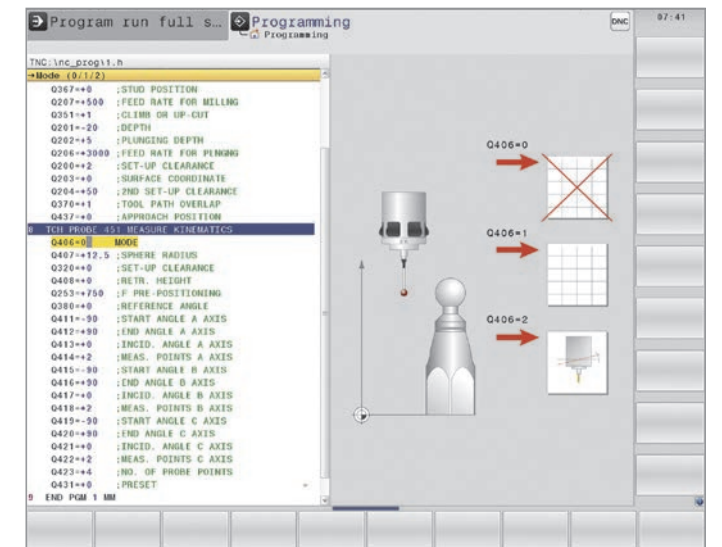 Program run full s...
Programming
Programming
DNC
07:41
TNC:\nc_prog\1.h
→Mode (0/1/2)
Q367=+0 ;STUD POSITION
Q207=+500 ;FEED RATE FOR MILLNG
Q351=+1 ;CLIMB OR UP-CUT
Q201=-20 ;DEPTH
Q202=+5 ;PLUNGING DEPTH
Q206=+3000 ;FEED RATE FOR PLNGNG
Q200=+2 ;SET-UP CLEARANCE
Q203=+0 ;SURFACE COORDINATE
Q204=+50 ;2ND SET-UP CLEARANCE
Q370=+1 ;TOOL PATH OVERLAP
Q437=+0 ;APPROACH POSITION
8 TCH PROBE 451 MEASURE KINEMATICS
Q406=0 MODE
Q407=+12.5 ;SPHERE RADIUS
Q320=+0 ;SET-UP CLEARANCE
Q408=+0 ;RETR. HEIGHT
Q253=+750 ;F PRE-POSITIONING
Q380=+0 ;REFERENCE ANGLE
Q411=-90 ;START ANGLE A AXIS
Q412=+90 ;END ANGLE A AXIS
Q413=+0 ;INCID. ANGLE A AXIS
Q414=+2 ;MEAS. POINTS A AXIS
Q415=-90 ;START ANGLE B AXIS
Q416=+90 ;END ANGLE B AXIS
Q417=+0 ;INCID. ANGLE B AXIS
Q418=+2 ;MEAS. POINTS B AXIS
Q419=-90 ;START ANGLE C AXIS
Q420=+90 ;END ANGLE C AXIS
Q421=+0 ;INCID. ANGLE C AXIS
Q422=+2 ;MEAS. POINTS C AXIS
Q423=+4 ;NO. OF PROBE POINTS
Q431=+0 ;PRESET
9 END PGM 1 MM
Q406=0
Q406=1
Q406=2